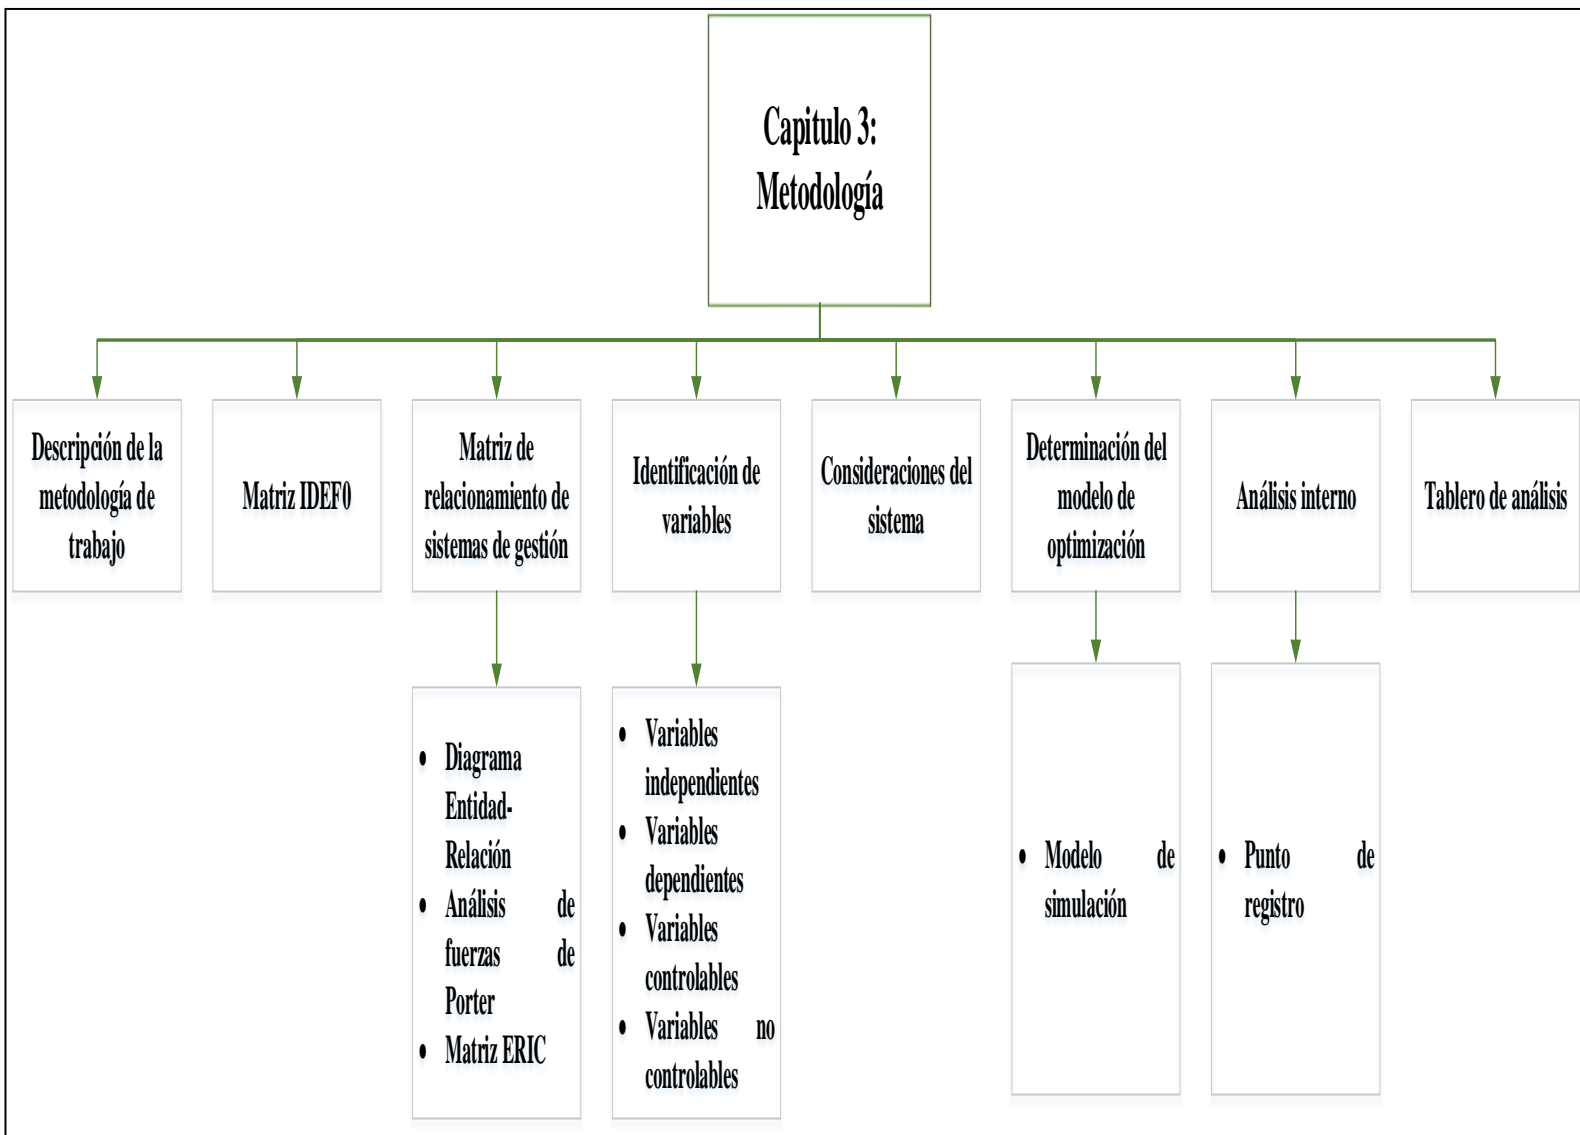 Capitulo 3:
Metodología
Descripción de la
metodología de
trabajo
Matriz IDEF0
Matriz de
relacionamiento de
sistemas de gestión
Identificación de
variables
Consideraciones del
sistema
Determinación del
modelo de
optimización
Análisis interno
Tablero de análisis
• Diagrama
Entidad-
Relación
• Análisis de
fuerzas de
Porter
• Matriz ERIC
• Variables
independientes
• Variables
dependientes
• Variables
controlables
• Variables no
controlables
• Modelo de
simulación
• Punto de
registro